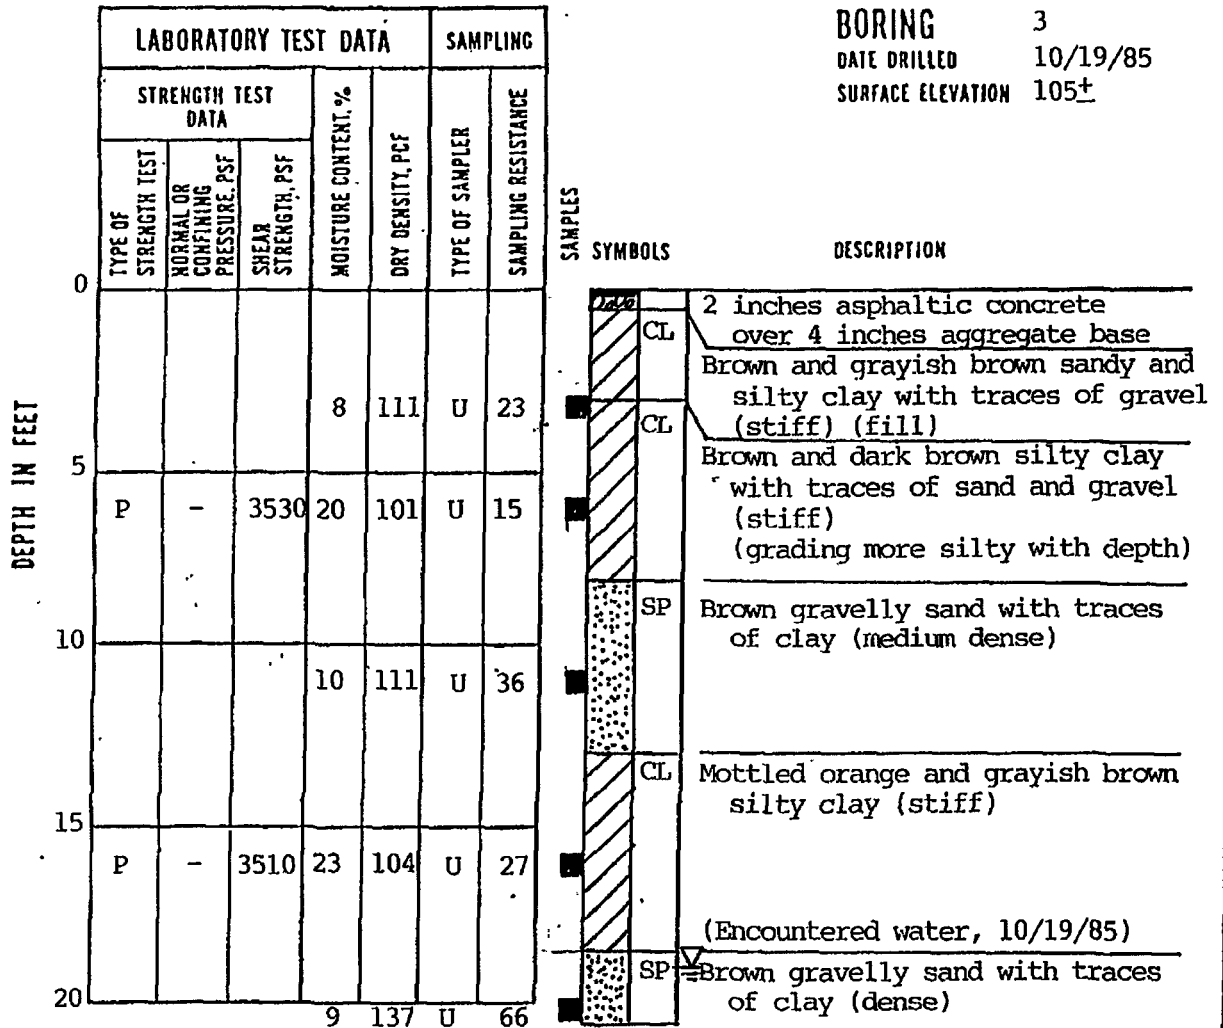 BORING 3
DATE DRILLED 10/19/85
SURFACE ELEVATION 105±
LABORATORY TEST DATA
SAMPLING
STRENGTH TEST
DATA
TYPE OF
STRENGTH TEST
NORMAL OR
CONFINING
PRESSURE, PSF
SHEAR
STRENGTH, PSF
MOISTURE CONTENT, %
DRY DENSITY, PCF
TYPE OF SAMPLER
SAMPLING RESISTANCE
SAMPLES
SYMBOLS
DESCRIPTION
DEPTH IN FEET
0
2 inches asphaltic concrete
over 4 inches aggregate base
CL
Brown and grayish brown sandy and
silty clay with traces of gravel
(stiff) (fill)
8 111 U 23
CL
Brown and dark brown silty clay
with traces of sand and gravel
(stiff)
(grading more silty with depth)
5
P - 3530 20 101 U 15
SP
Brown gravelly sand with traces
of clay (medium dense)
10
10 111 U 36
CL
Mottled orange and grayish brown
silty clay (stiff)
15
P - 3510 23 104 U 27
(Encountered water, 10/19/85)
SP
Brown gravelly sand with traces
of clay (dense)
20
9 137 U 66